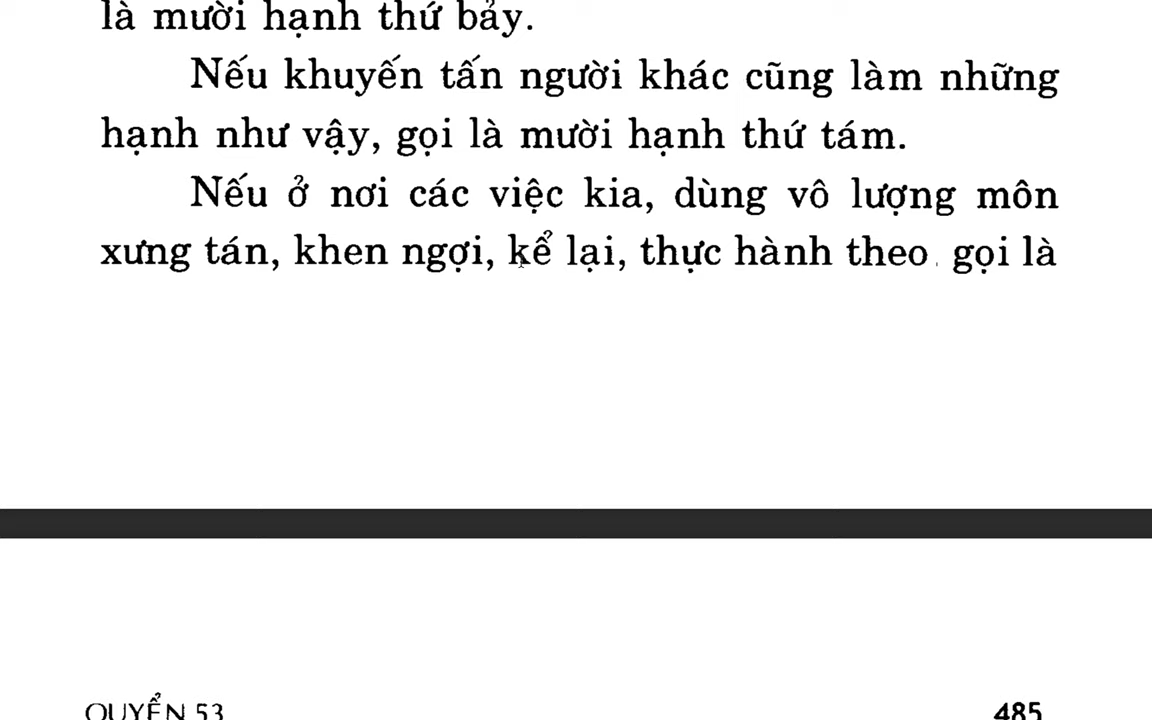 là mười hạnh thứ bảy.
Nếu khuyến tấn người khác cũng làm những
hạnh như vậy, gọi là mười hạnh thứ tám.
Nếu ở nơi các việc kia, dùng vô lượng môn
xưng tán, khen ngợi, kể lại, thực hành theo. gọi là
QUYỂN 53 485